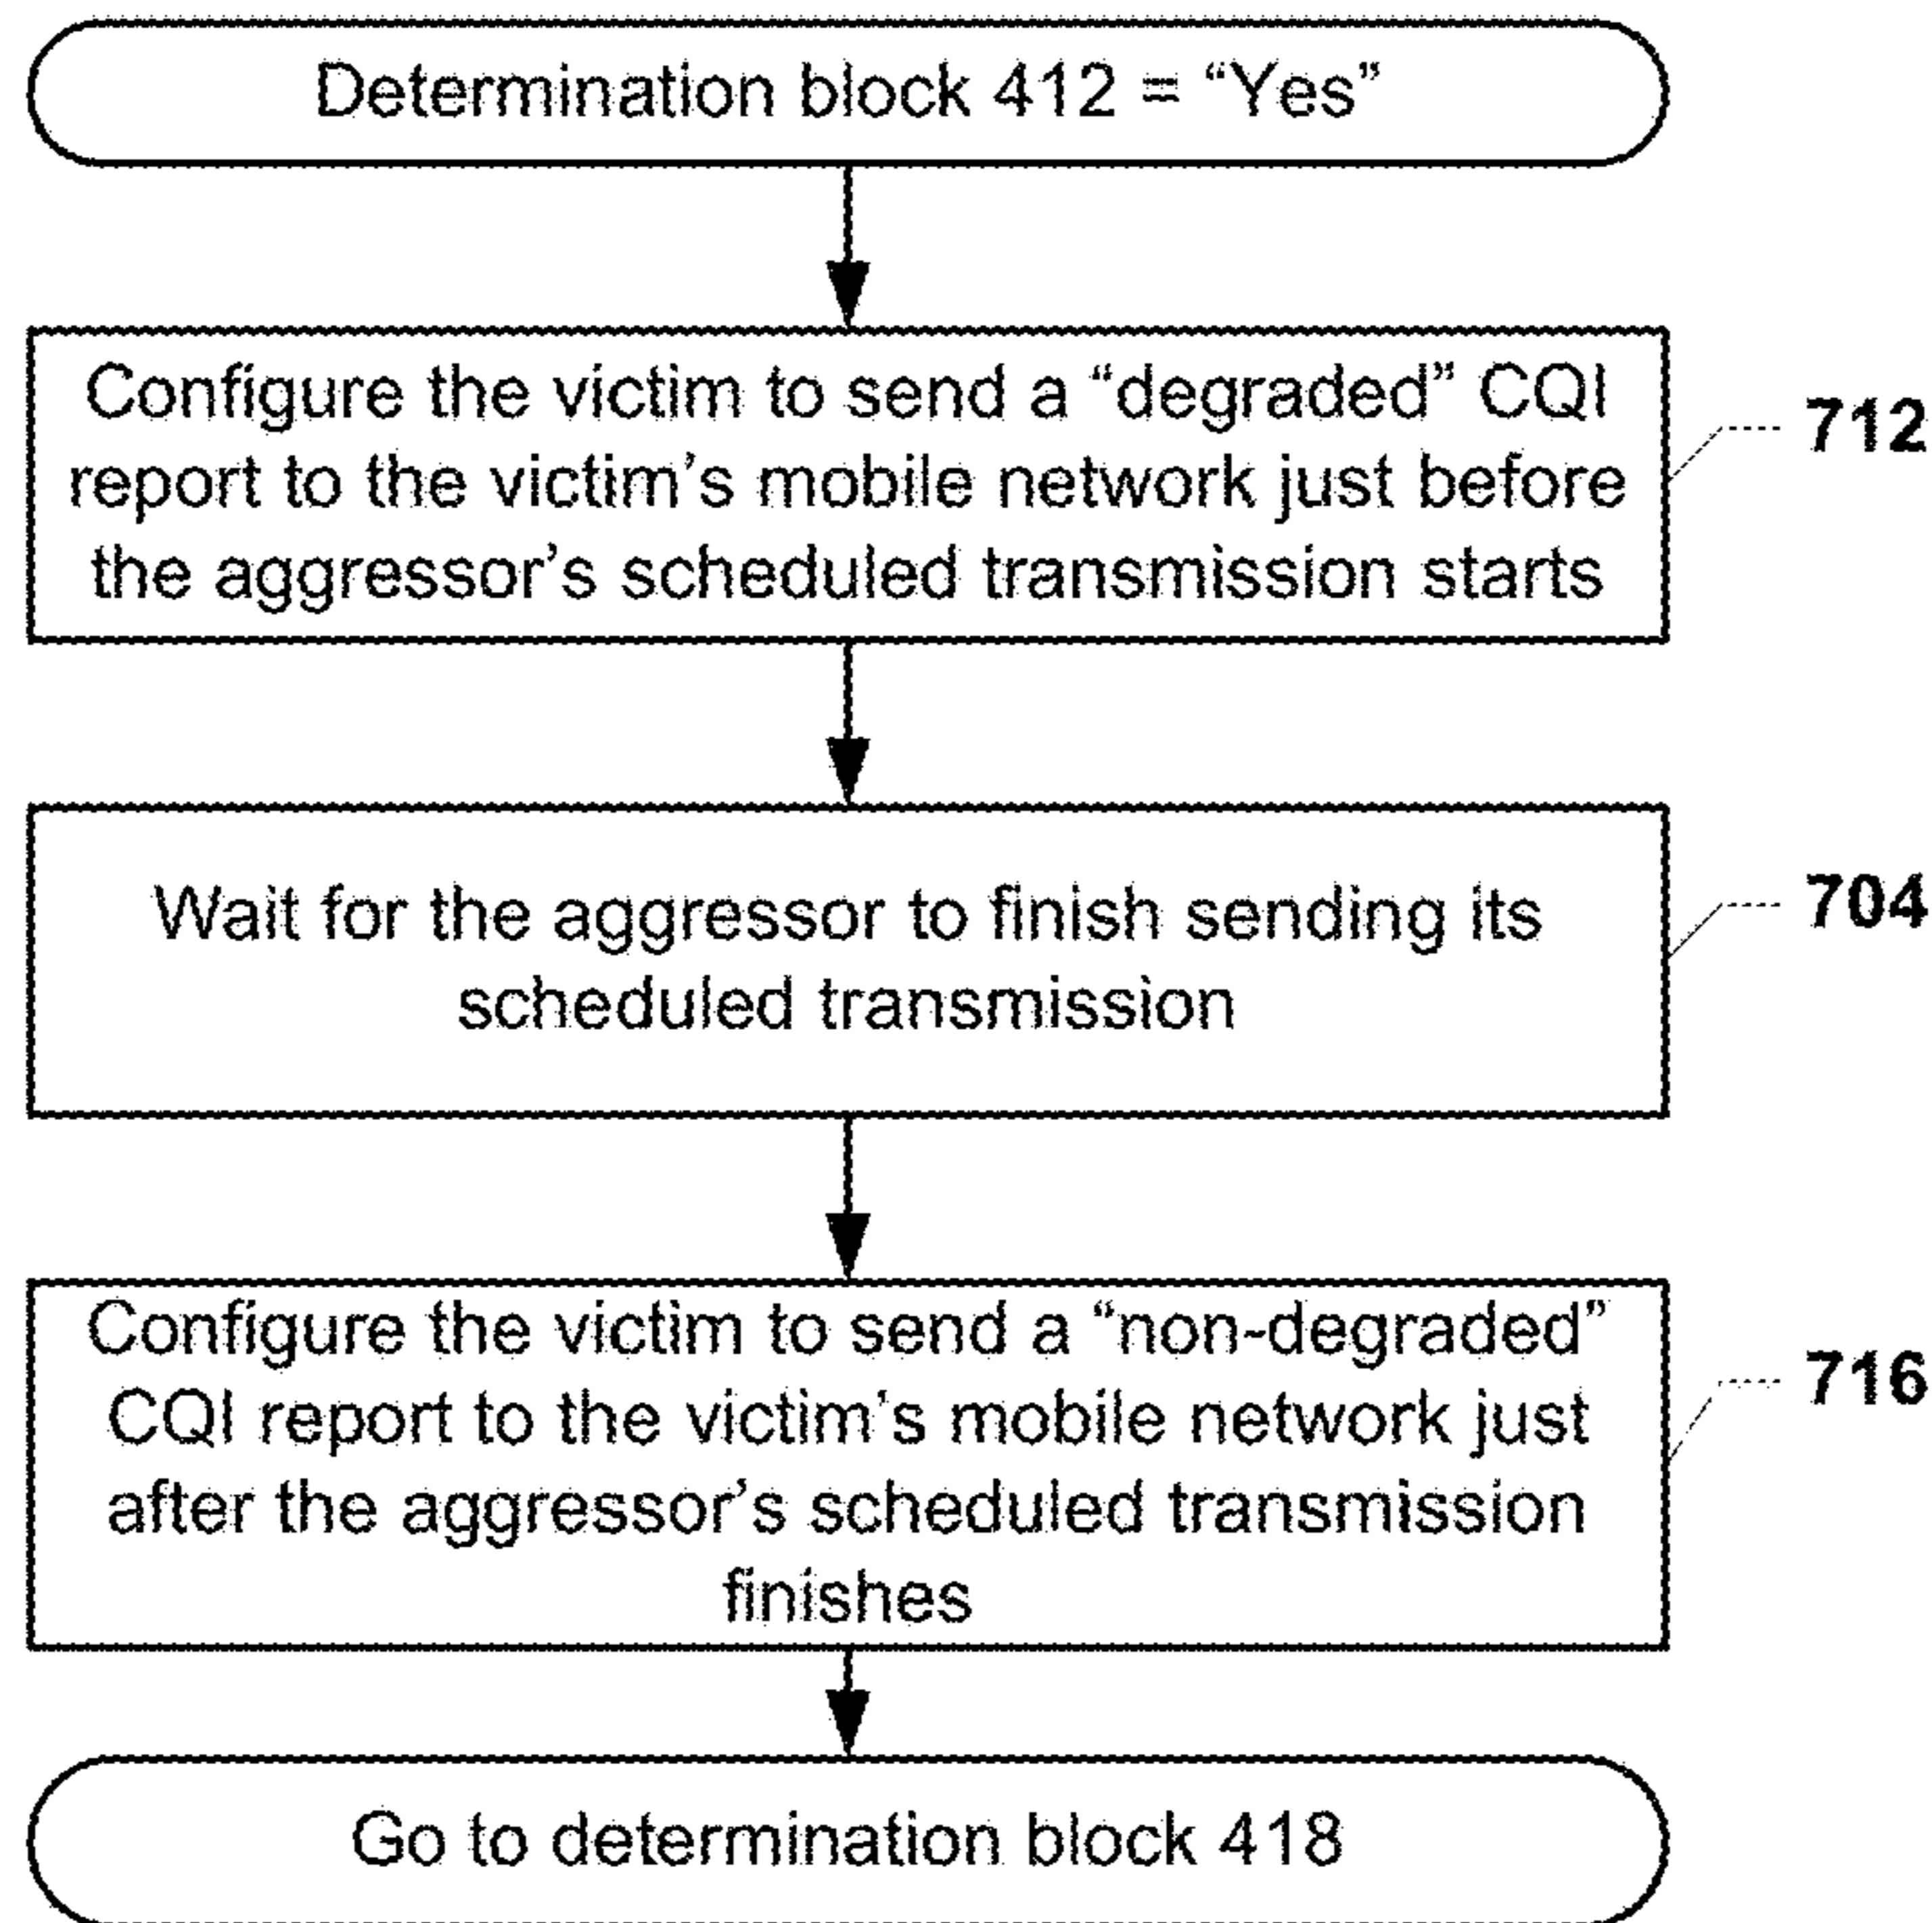 Determination block 412 = “Yes”
Configure the victim to send a “degraded” CQI
report to the victim’s mobile network just before
the aggressor’s scheduled transmission starts
712
Wait for the aggressor to finish sending its
scheduled transmission
704
Configure the victim to send a “non-degraded”
CQI report to the victim’s mobile network just
after the aggressor’s scheduled transmission
finishes
716
Go to determination block 418